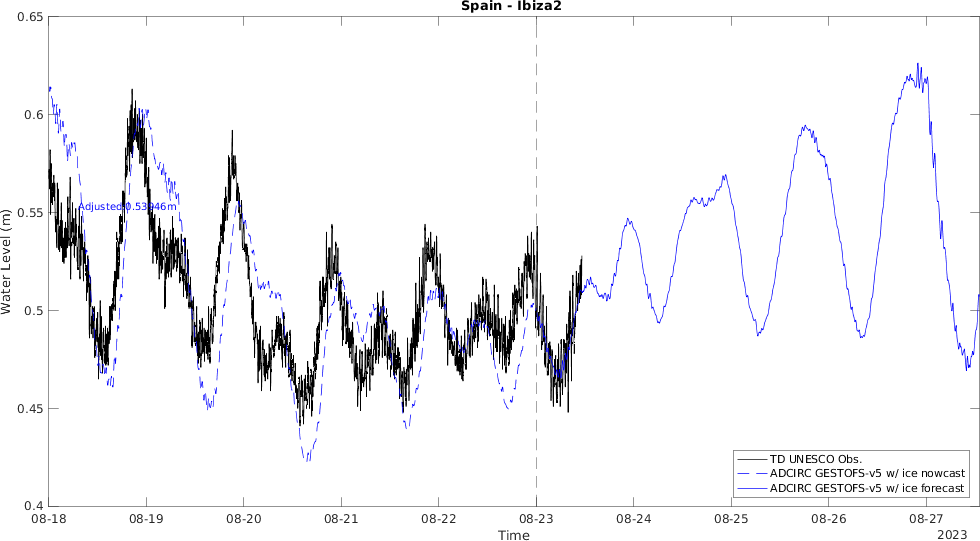 Spain - Ibiza2
0.65
0.6
0.55
0.5
0.45
0.4
Water Level (m)
Adjusted 0.53946m
TD UNESCO Obs.
ADCIRC GESTOFS-v5 w/ ice nowcast
ADCIRC GESTOFS-v5 w/ ice forecast
08-18 08-19 08-20 08-21 08-22 08-23 08-24 08-25 08-26 08-27
Time
2023